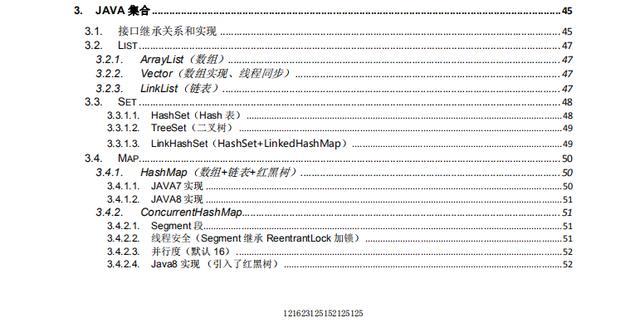 3. JAVA 集合 ........ 45
3.1. 接口继承关系和实现 ........ 45
3.2. LIST ........ 47
3.2.1. ArrayList（数组） ........ 47
3.2.2. Vector（数组实现、线程同步） ........ 47
3.2.3. LinkList（链表） ........ 47
3.3. SET ........ 48
3.3.1.1. HashSet（Hash 表） ........ 48
3.3.1.2. TreeSet（二叉树） ........ 49
3.3.1.3. LinkHashSet（HashSet+LinkedHashMap） ........ 49
3.4. MAP ........ 50
3.4.1. HashMap（数组+链表+红黑树） ........ 50
3.4.1.1. JAVA7 实现 ........ 50
3.4.1.2. JAVA8 实现 ........ 51
3.4.2. ConcurrentHashMap ........ 51
3.4.2.1. Segment 段 ........ 51
3.4.2.2. 线程安全（Segment 继承 ReentrantLock 加锁） ........ 51
3.4.2.3. 并行度（默认 16） ........ 52
3.4.2.4. Java8 实现 （引入了红黑树） ........ 52
121623125152125125